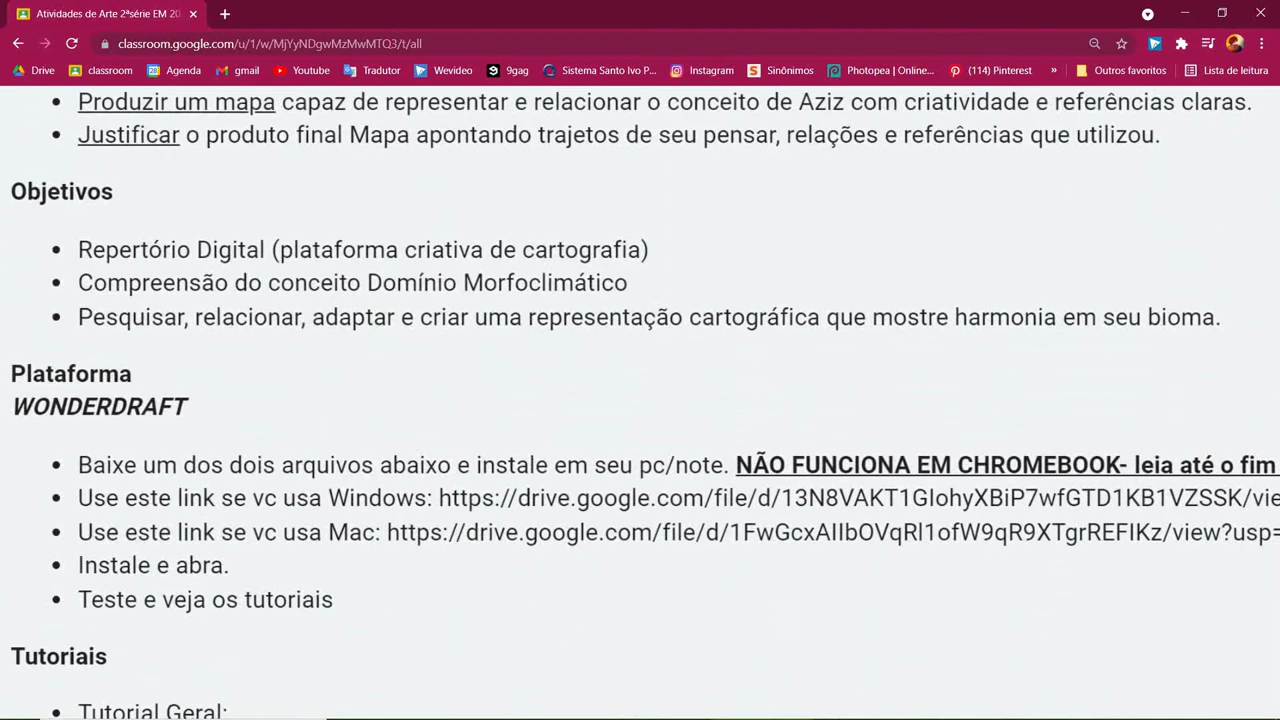 Atividades de Arte 2ªsérie EM 20
classroom.google.com/u/1/w/MjYyNDgwMzMwMTQ3/t/all
Drive classroom Agenda gmail Youtube Tradutor Wevideo 9gag Sistema Santo Ivo P... Instagram Sinônimos Photopea | Online... (114) Pinterest » Outros favoritos Lista de leitura
• Produzir um mapa capaz de representar e relacionar o conceito de Aziz com criatividade e referências claras.
• Justificar o produto final Mapa apontando trajetos de seu pensar, relações e referências que utilizou.
Objetivos
• Repertório Digital (plataforma criativa de cartografia)
• Compreensão do conceito Domínio Morfoclimático
• Pesquisar, relacionar, adaptar e criar uma representação cartográfica que mostre harmonia em seu bioma.
Plataforma
WONDERDRAFT
• Baixe um dos dois arquivos abaixo e instale em seu pc/note. NÃO FUNCIONA EM CHROMEBOOK- leia até o fim
• Use este link se vc usa Windows: https://drive.google.com/file/d/13N8VAKT1GIohyXBiP7wfGTD1KB1VZSSK/vie
• Use este link se vc usa Mac: https://drive.google.com/file/d/1FwGcxAIIbOVqRl1ofW9qR9XTgrREFIKz/view?usp=
• Instale e abra.
• Teste e veja os tutoriais
Tutoriais
• Tutorial Geral: